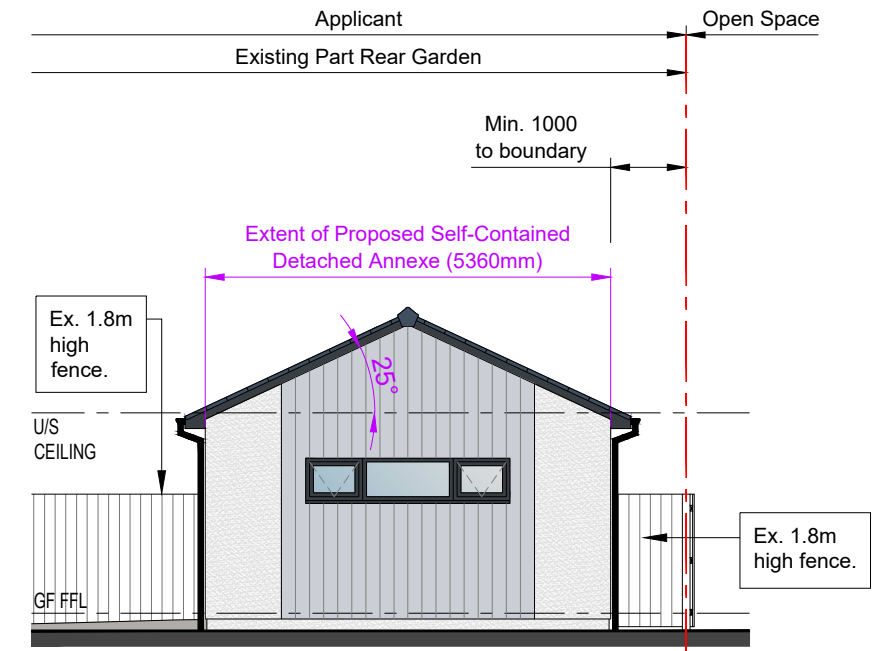 Applicant
Open Space
Existing Part Rear Garden
Min. 1000
to boundary
Extent of Proposed Self-Contained
Detached Annexe (5360mm)
Ex. 1.8m
high
fence.
25°
U/S
CEILING
Ex. 1.8m
high fence.
GF FFL